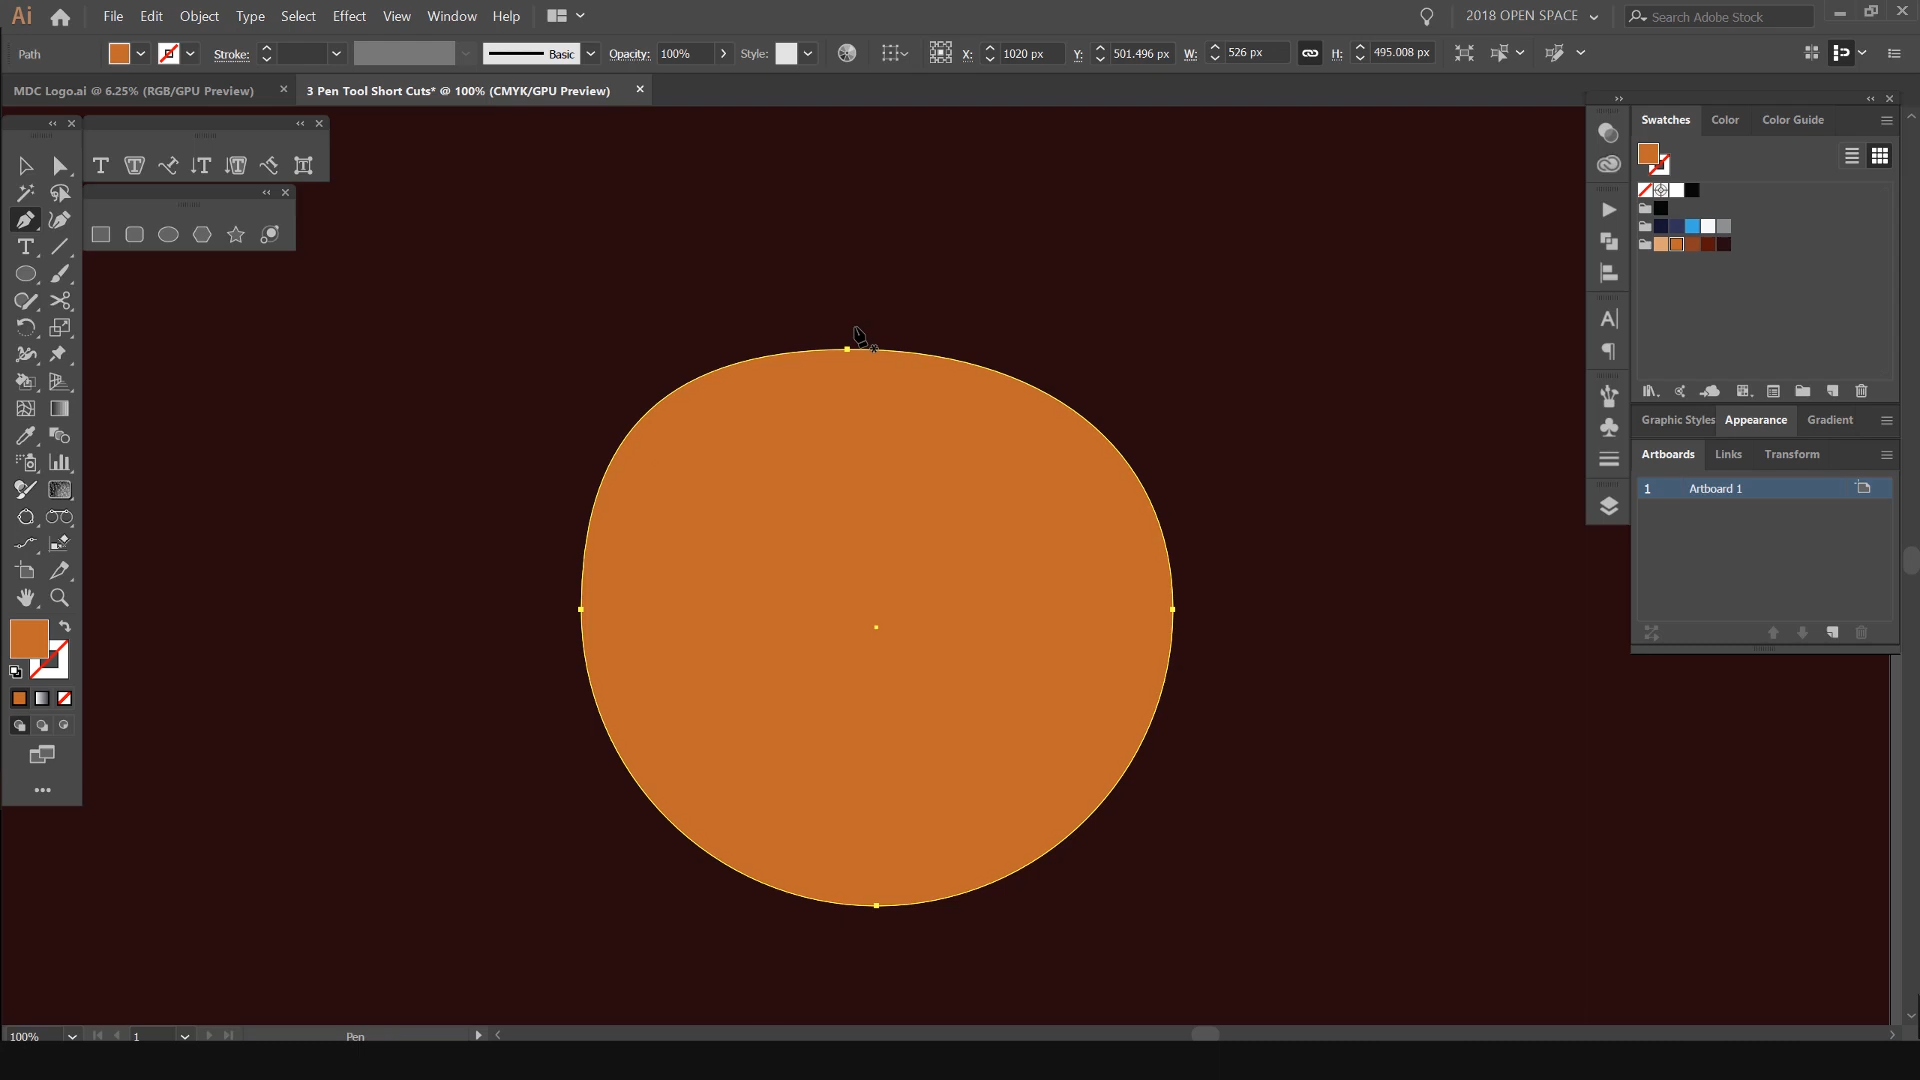 Ai File Edit Object Type Select Effect View Window Help 2018 OPEN SPACE Search Adobe Stock
Path Stroke: Basic Opacity: 100% Style: X: 1020 px Y: 501.496 px W: 526 px H: 495.008 px
MDC Logo.ai @ 6.25% (RGB/GPU Preview) 3 Pen Tool Short Cuts* @ 100% (CMYK/GPU Preview)
Swatches Color Color Guide
Graphic Styles Appearance Gradient
Artboards Links Transform
1 Artboard 1
100% 1 Pen